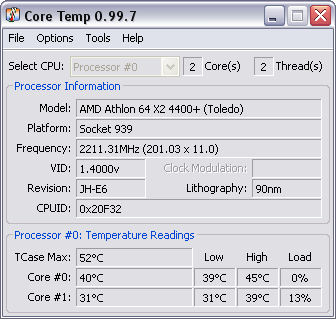 Core Temp 0.99.7
File Options Tools Help
Select CPU: Processor #0 2 Core(s) 2 Thread(s)
Processor Information
Model: AMD Athlon 64 X2 4400+ (Toledo)
Platform: Socket 939
Frequency: 2211.31MHz (201.03 x 11.0)
VID: 1.4000v Clock Modulation:
Revision: JH-E6 Lithography: 90nm
CPUID: 0x20F32
Processor #0: Temperature Readings
TCase Max: 52°C Low High Load
Core #0: 40°C 39°C 45°C 0%
Core #1: 31°C 31°C 39°C 13%